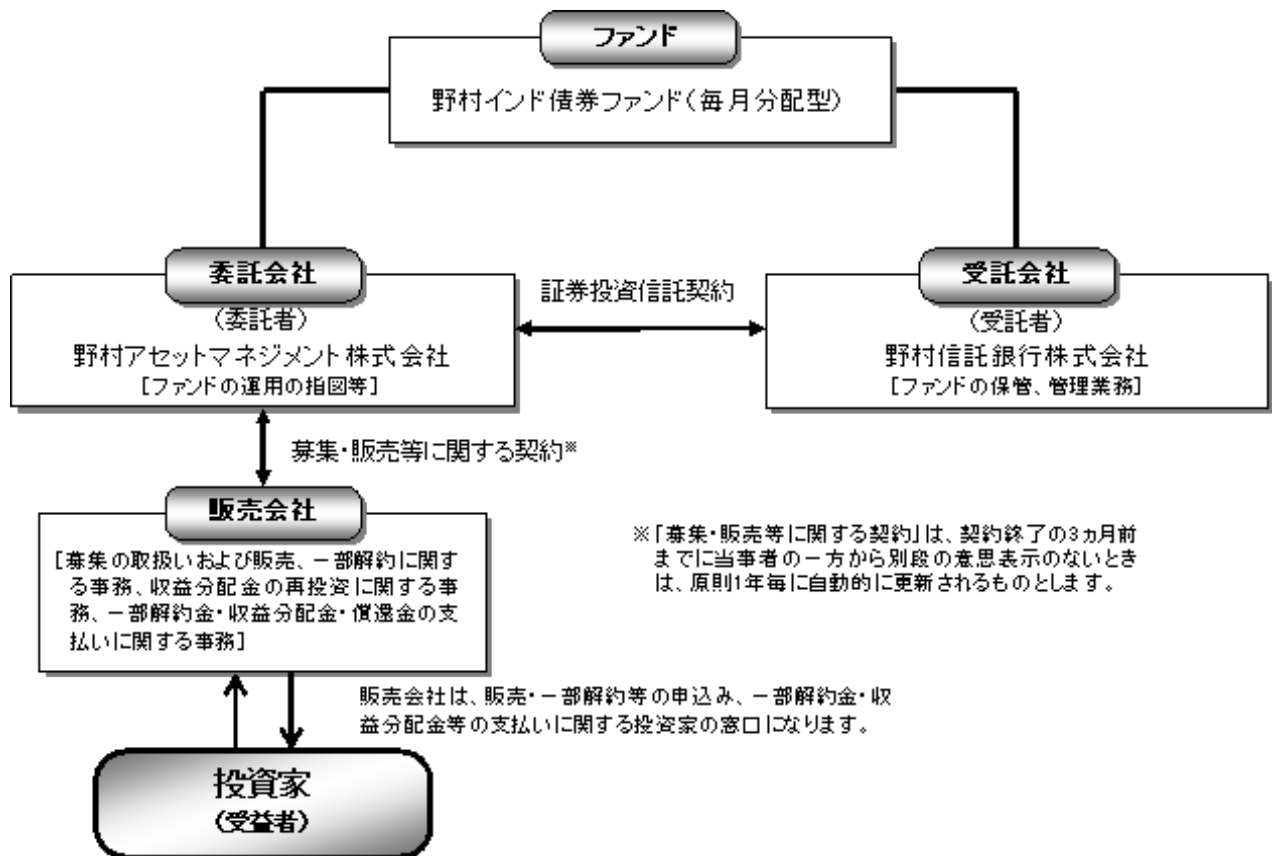 ファンド
野村インド債券ファンド(毎月分配型)
委託会社
(委託者)
野村アセットマネジメント株式会社
[ファンドの運用の指図等]
証券投資信託契約
受託会社
(受託者)
野村信託銀行株式会社
[ファンドの保管、管理業務]
募集・販売等に関する契約※
販売会社
[募集の取扱いおよび販売、一部解約に関す
る事務、収益分配金の再投資に関する事
務、一部解約金・収益分配金・償還金の支
払いに関する事務]
※「募集・販売等に関する契約」は、契約終了の3ヵ月前
までに当事者の一方から別段の意思表示のないとき
は、原則1年毎に自動的に更新されるものとします。
販売会社は、販売・一部解約等の申込み、一部解約金・収
益分配金等の支払いに関する投資家の窓口になります。
投資家
(受益者)